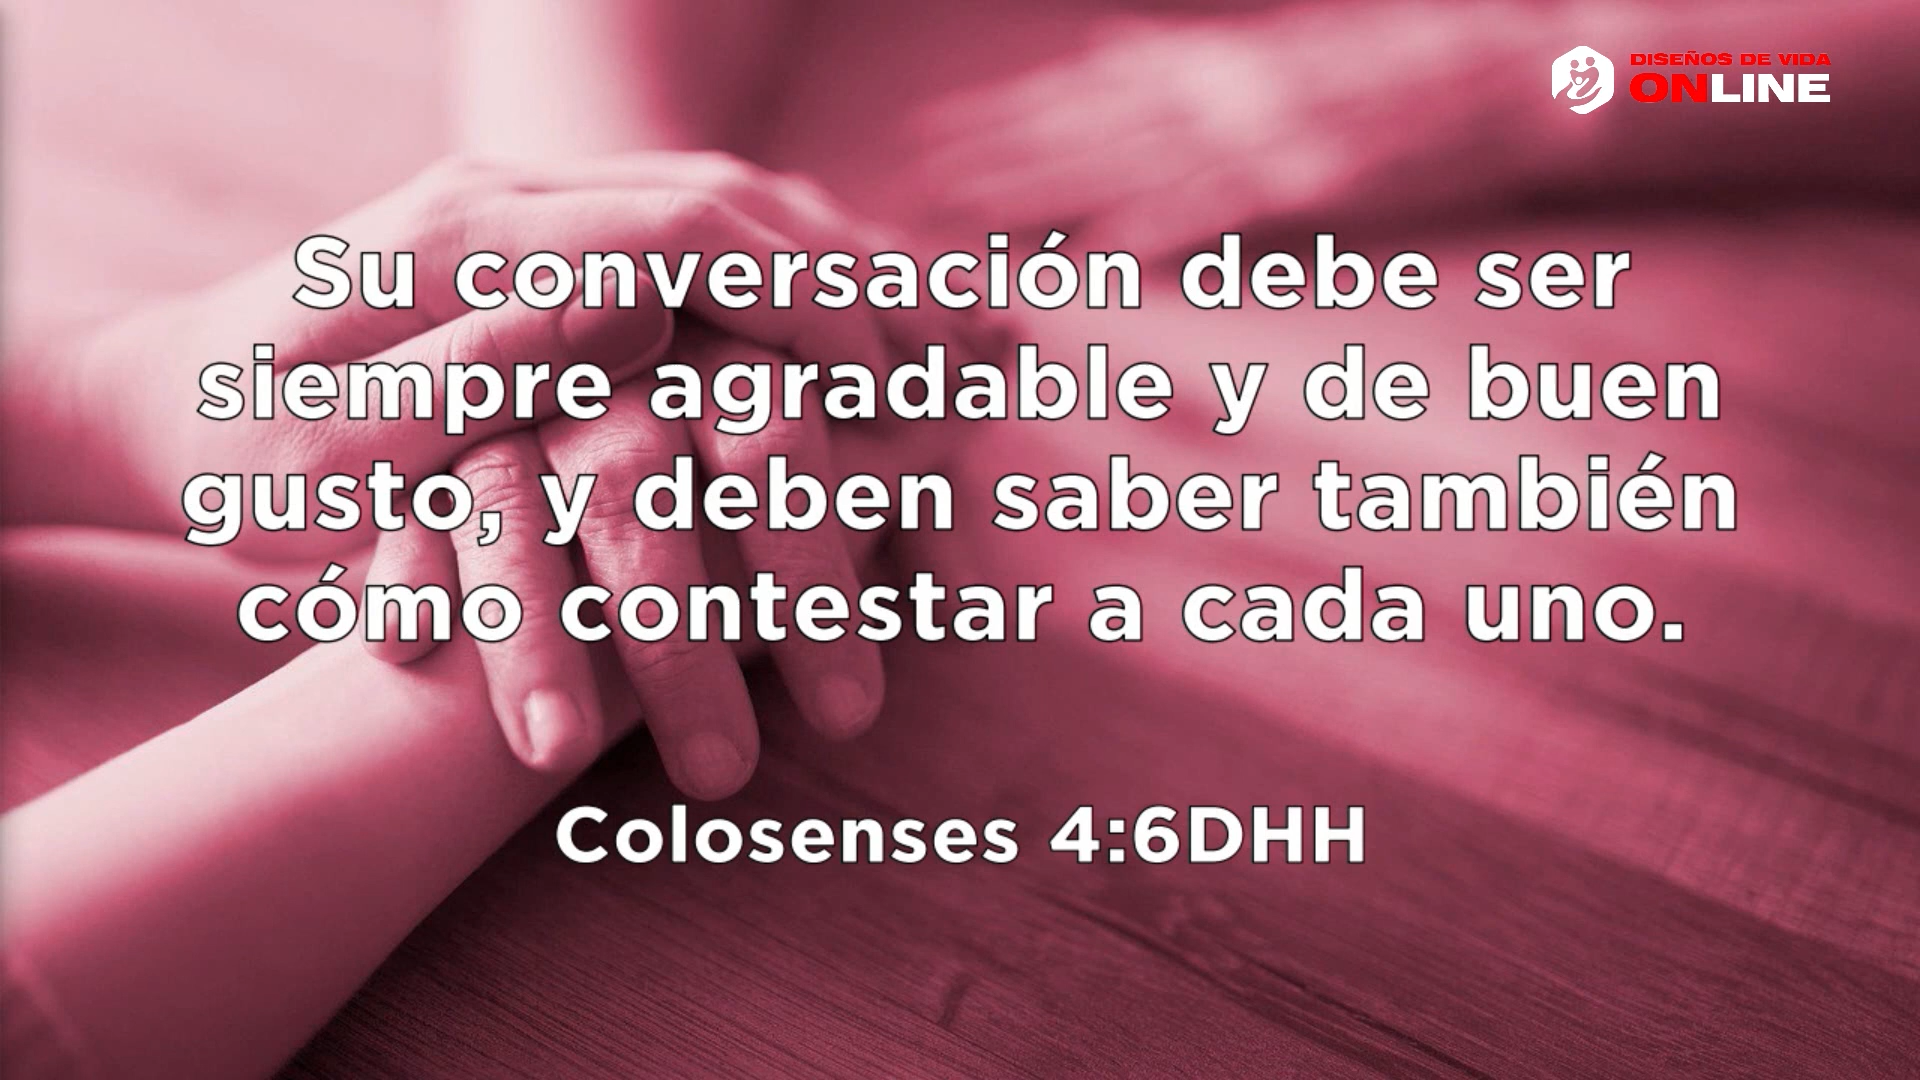 DISEÑOS DE VIDA
ONLINE
Su conversación debe ser
siempre agradable y de buen
gusto, y deben saber también
cómo contestar a cada uno.
Colosenses 4:6DHH